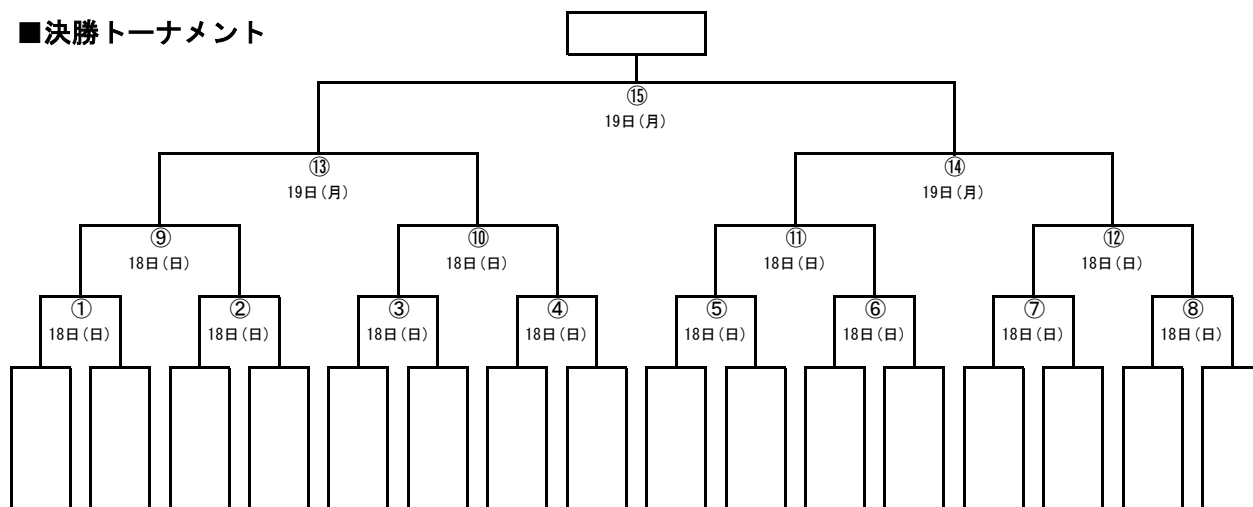 ■決勝トーナメント
⑮
19日(月)
⑬ ⑭
19日(月) 19日(月)
⑨ ⑩ ⑪ ⑫
18日(日) 18日(日) 18日(日) 18日(日)
① ② ③ ④ ⑤ ⑥ ⑦ ⑧
18日(日) 18日(日) 18日(日) 18日(日) 18日(日) 18日(日) 18日(日) 18日(日)